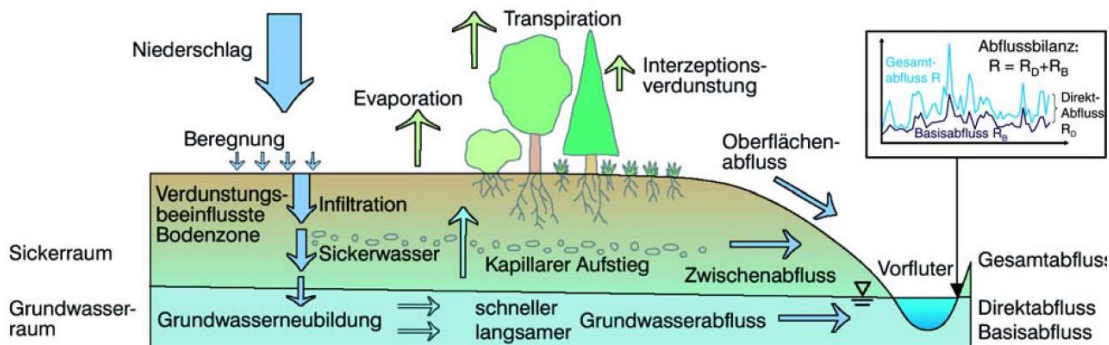 Niederschlag
Transpiration
Interzeptions-
verdunstung
Evaporation
Beregnung
Oberflächen-
abfluss
Abflussbilanz:
R = R_D+R_B
Gesamt-
abfluss R
Direkt-
Abfluss
R_D
Basisabfluss R_B
Verdunstungs-
beeinflusste
Bodenzone
Infiltration
Sickerraum
Sickerwasser
Kapillarer Aufstieg
Zwischenabfluss
Vorfluter
Gesamtabfluss
Grundwasser-
raum
Grundwasserneubildung
schneller
langsamer
Grundwasserabfluss
Direktabfluss
Basisabfluss